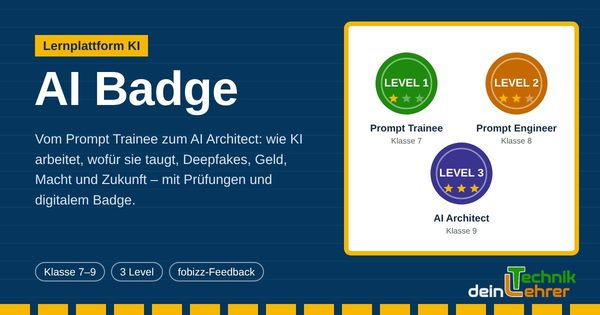 Lernplattform KI
AI Badge
Vom Prompt Trainee zum AI Architect: wie KI
arbeitet, wofür sie taugt, Deepfakes, Geld,
Macht und Zukunft – mit Prüfungen und
digitalem Badge.
Klasse 7–9
3 Level
fobizz-Feedback
LEVEL 1
Prompt Trainee
Klasse 7
LEVEL 2
Prompt Engineer
Klasse 8
LEVEL 3
AI Architect
Klasse 9
dein Technik Lehrer